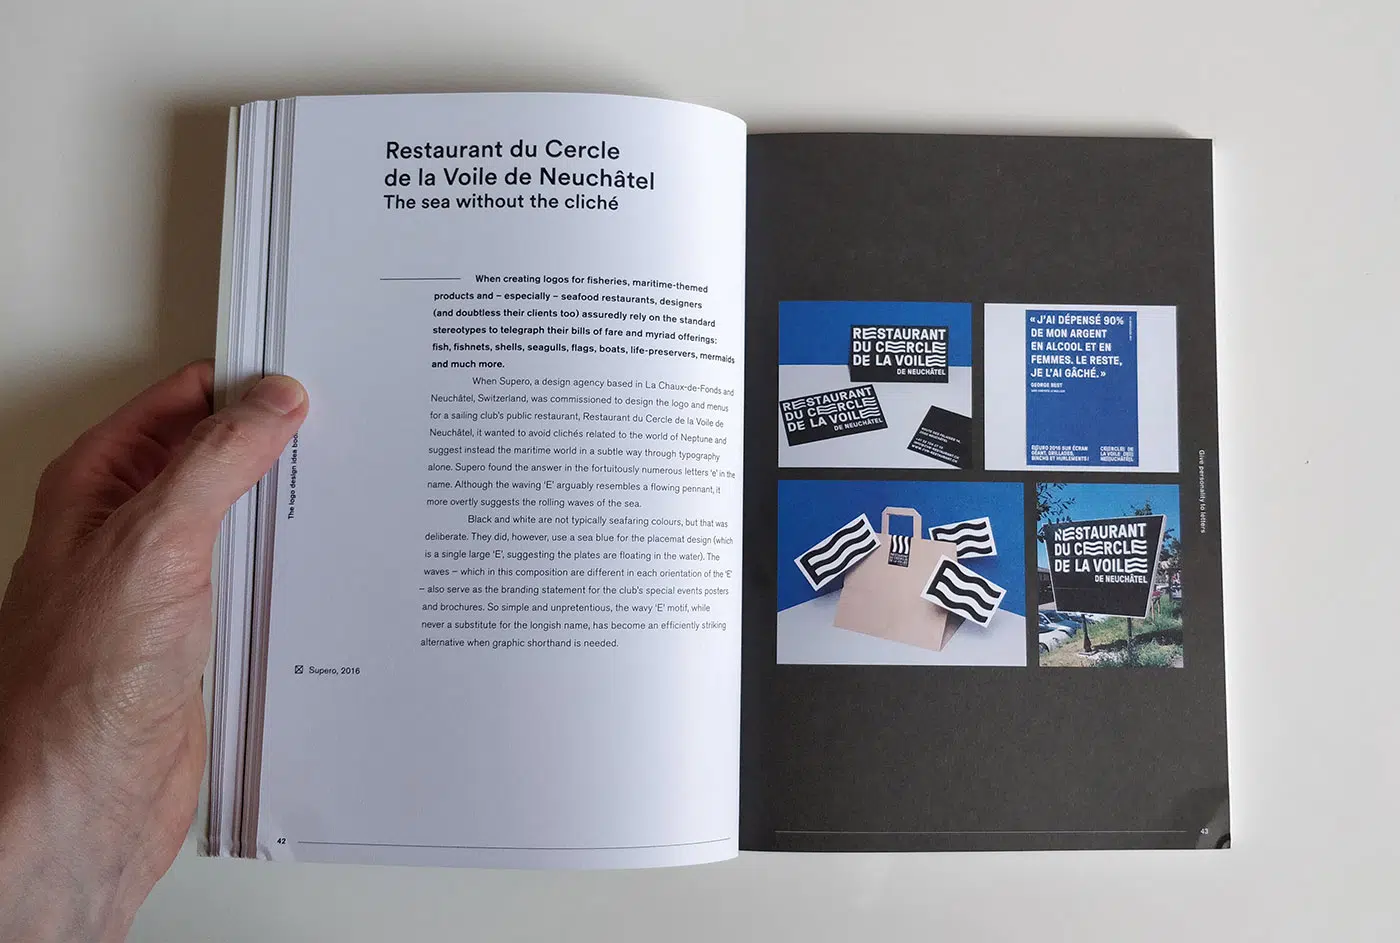 Restaurant du Cercle
de la Voile de Neuchâtel
The sea without the cliché
When creating logos for fisheries, maritime-themed
products and – especially – seafood restaurants, designers
(and doubtless their clients too) assuredly rely on the standard
stereotypes to telegraph their bills of fare and myriad offerings:
fish, fishnets, shells, seagulls, flags, boats, life-preservers, mermaids
and much more.
When Supero, a design agency based in La Chaux-de-Fonds and
Neuchâtel, Switzerland, was commissioned to design the logo and menus
for a sailing club's public restaurant, Restaurant du Cercle de la Voile de
Neuchâtel, it wanted to avoid clichés related to the world of Neptune and
suggest instead the maritime world in a subtle way through typography
alone. Supero found the answer in the fortuitously numerous letters 'e' in the
name. Although the waving 'E' arguably resembles a flowing pennant, it
more overtly suggests the rolling waves of the sea.
Black and white are not typically seafaring colours, but that was
deliberate. They did, however, use a sea blue for the placemat design (which
is a single large 'E', suggesting the plates are floating in the water). The
waves – which in this composition are different in each orientation of the 'E'
– also serve as the branding statement for the club's special events posters
and brochures. So simple and unpretentious, the wavy 'E' motif, while
never a substitute for the longish name, has become an efficiently striking
alternative when graphic shorthand is needed.
Supero, 2016
The logo design idea book
42
RESTAURANT
DU CERCLE
DE LA VOILE
DE NEUCHÂTEL
RESTAURANT
DU CERCLE
DE LA VOILE
DE NEUCHÂTEL
« J'AI DÉPENSÉ 90%
DE MON ARGENT
EN ALCOOL ET EN
FEMMES. LE RESTE,
JE L'AI GÂCHÉ. »
GEORGE BEST
EURO 2016 SUR ÉCRAN
GÉANT, GRILLADES,
BINCHS ET HURLEMENTS!
CERCLE DE
LA VOILE DE
NEUCHÂTEL
RESTAURANT
DU CERCLE
DE LA VOILE
DE NEUCHÂTEL
Give personality to letters
43